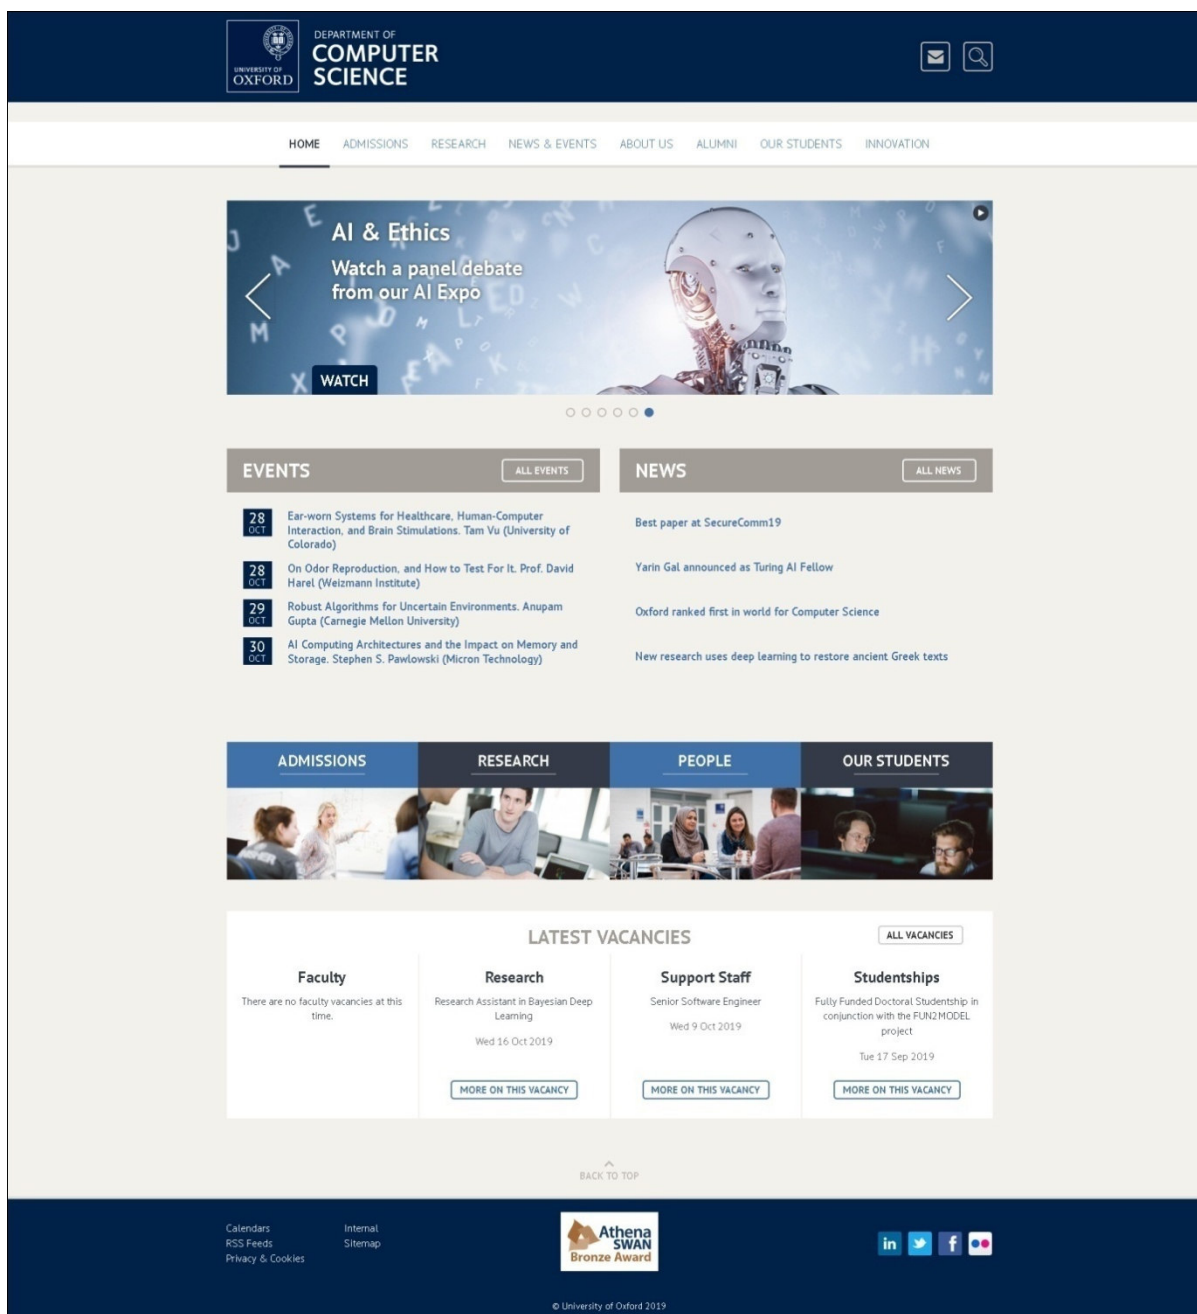 UNIVERSITY OF
OXFORD
DEPARTMENT OF
COMPUTER
SCIENCE
HOME ADMISSIONS RESEARCH NEWS & EVENTS ABOUT US ALUMNI OUR STUDENTS INNOVATION
AI & Ethics
Watch a panel debate
from our AI Expo
WATCH
EVENTS
ALL EVENTS
28 OCT
Ear-worn Systems for Healthcare, Human-Computer
Interaction, and Brain Stimulations. Tam Vu (University of
Colorado)
28 OCT
On Odor Reproduction, and How to Test For It. Prof. David
Harel (Weizmann Institute)
29 OCT
Robust Algorithms for Uncertain Environments. Anupam
Gupta (Carnegie Mellon University)
30 OCT
AI Computing Architectures and the Impact on Memory and
Storage. Stephen S. Pawlowski (Micron Technology)
NEWS
ALL NEWS
Best paper at SecureComm19
Yarin Gal announced as Turing AI Fellow
Oxford ranked first in world for Computer Science
New research uses deep learning to restore ancient Greek texts
ADMISSIONS
RESEARCH
PEOPLE
OUR STUDENTS
LATEST VACANCIES
ALL VACANCIES
Faculty
There are no faculty vacancies at this
time.
Research
Research Assistant in Bayesian Deep
Learning
Wed 16 Oct 2019
MORE ON THIS VACANCY
Support Staff
Senior Software Engineer
Wed 9 Oct 2019
MORE ON THIS VACANCY
Studentships
Fully Funded Doctoral Studentship in
conjunction with the FUN2MODEL
project
Tue 17 Sep 2019
MORE ON THIS VACANCY
BACK TO TOP
Calendars
RSS Feeds
Privacy & Cookies
Internal
Sitemap
Athena
SWAN
Bronze Award
© University of Oxford 2019